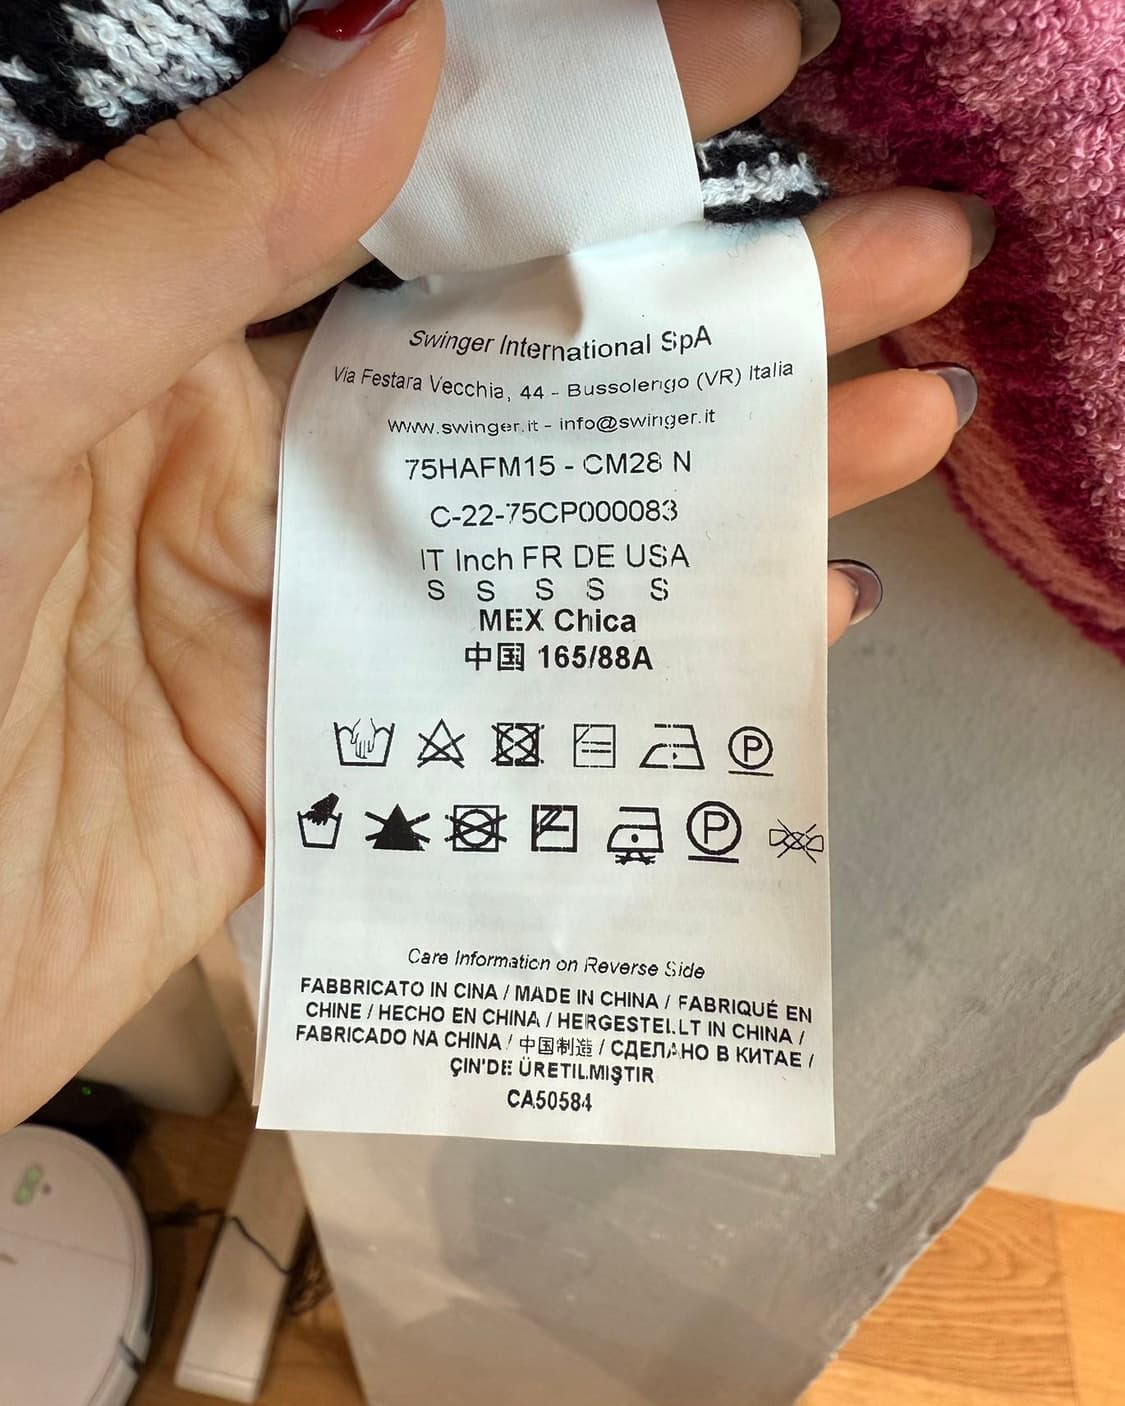 Swinger International SpA
Via Festara Vecchia, 44 - Bussolengo (VR) Italia
www.swinger.it - info@swinger.it
75HAFM15 - CM28 N
C-22-75CP000083
IT Inch FR DE USA
S S S S S
MEX Chica
中国 165/88A
P
P
Care Information on Reverse Side
FABBRICATO IN CINA / MADE IN CHINA / FABRIQUÉ EN
CHINE / HECHO EN CHINA / HERGESTELLT IN CHINA /
FABRICADO NA CHINA / 中国制造 / СДЕЛАНО В КИТАЕ /
ÇIN'DE ÜRETILMIŞTIR
CA50584